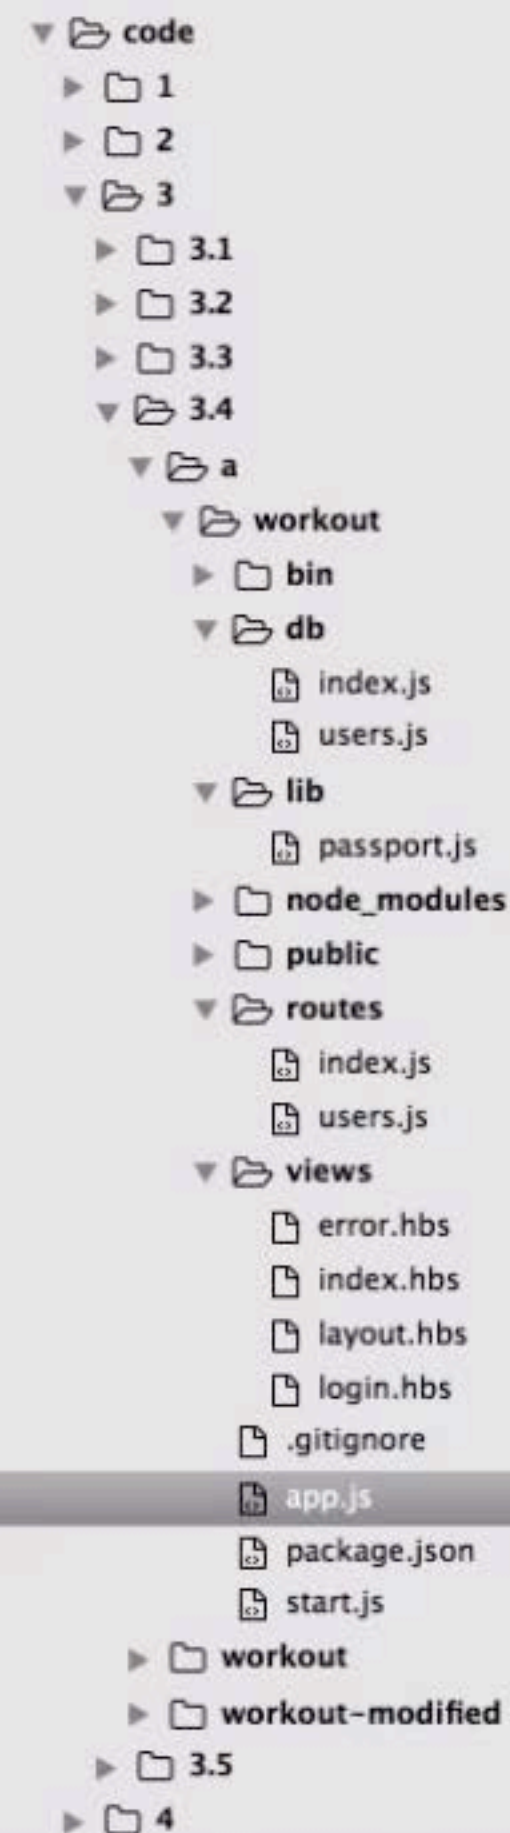 code
1
2
3
3.1
3.2
3.3
3.4
a
workout
bin
db
index.js
users.js
lib
passport.js
node_modules
public
routes
index.js
users.js
views
error.hbs
index.hbs
layout.hbs
login.hbs
.gitignore
app.js
package.json
start.js
workout
workout-modified
3.5
4